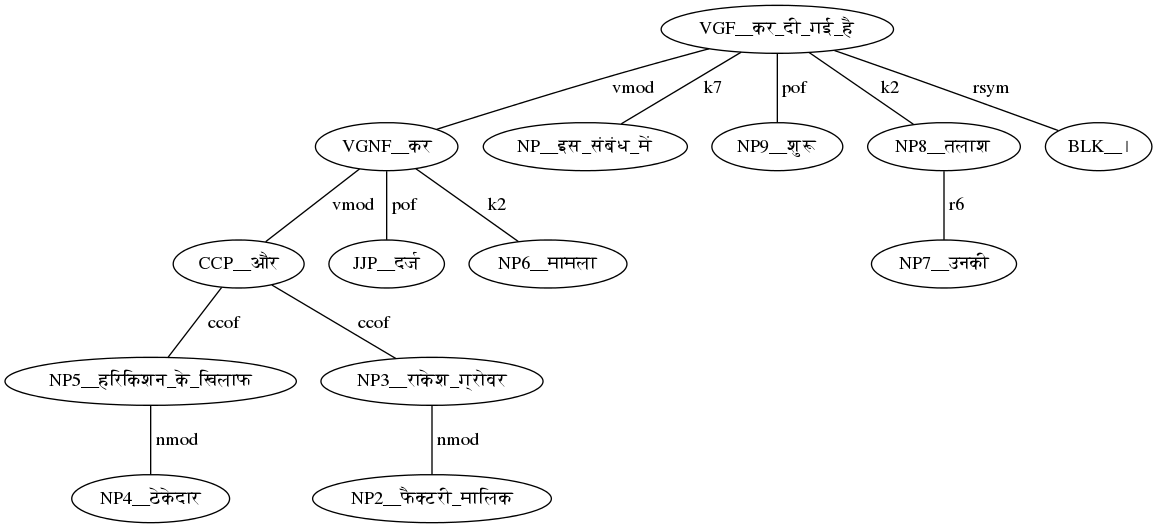 VGF__कर_दी_गई_है
vmod k7 pof k2 rsym
VGNF__कर NP__इस_संबंध_में NP9__शुरू NP8__तलाश BLK__।
vmod pof k2 r6
CCP__और JJP__दर्ज NP6__मामला NP7__उनकी
ccof ccof
NP5__हरिकिशन_के_खिलाफ NP3__राकेश_ग्रोवर
nmod nmod
NP4__ठेकेदार NP2__फैक्टरी_मालिक